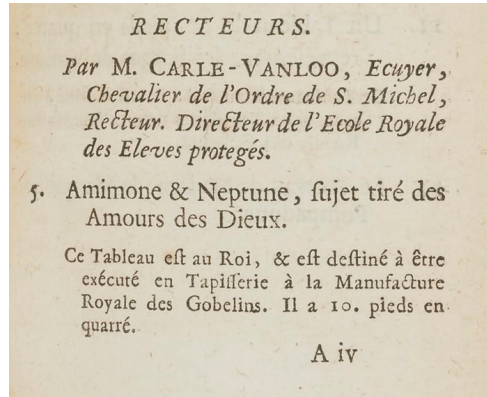 RECTEURS.
Par M. CARLE-VANLOO, Ecuyer,
Chevalier de l'Ordre de S. Michel,
Recteur. Directeur de l'Ecole Royale
des Eleves protegés.
5. Amimone & Neptune, ſujet tiré des
Amours des Dieux.
Ce Tableau eſt au Roi, & eſt deſtiné à être
exécuté en Tapiſſerie à la Manufacture
Royale des Gobelins. Il a 10. pieds en
quarré.
A iv